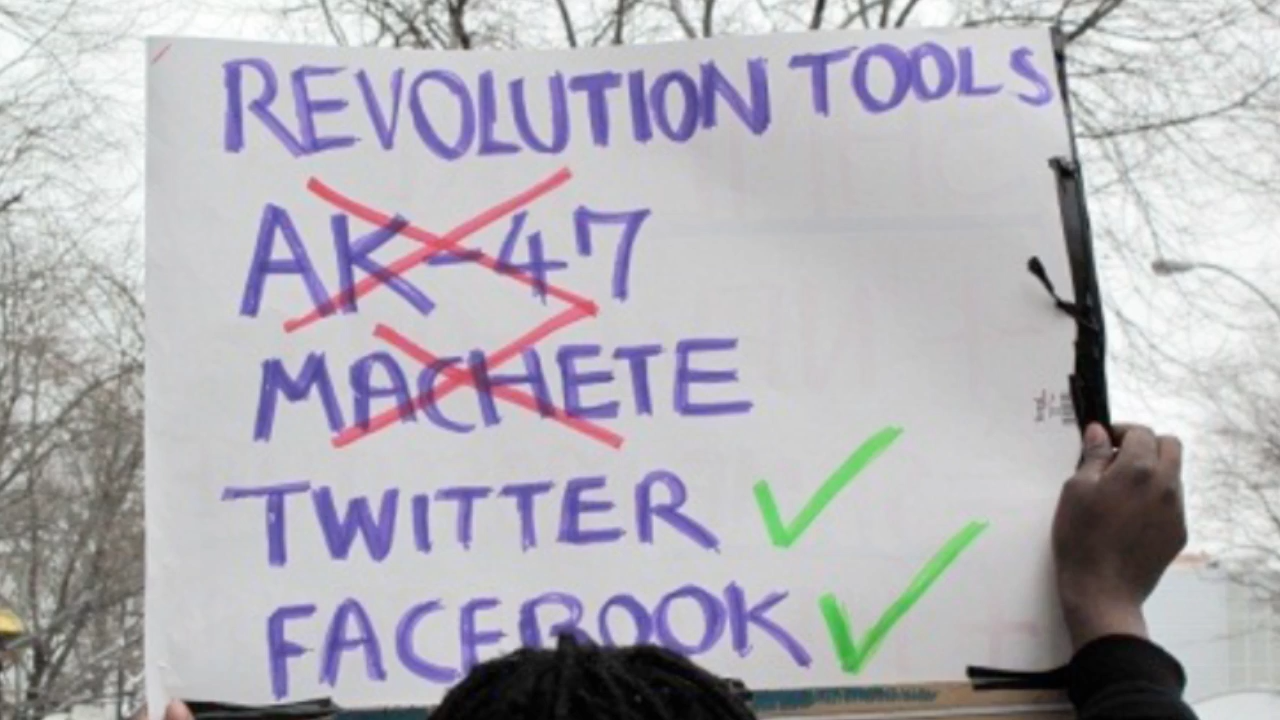 REVOLUTION TOOLS
AK-47
MACHETE
TWITTER
FACEBOOK